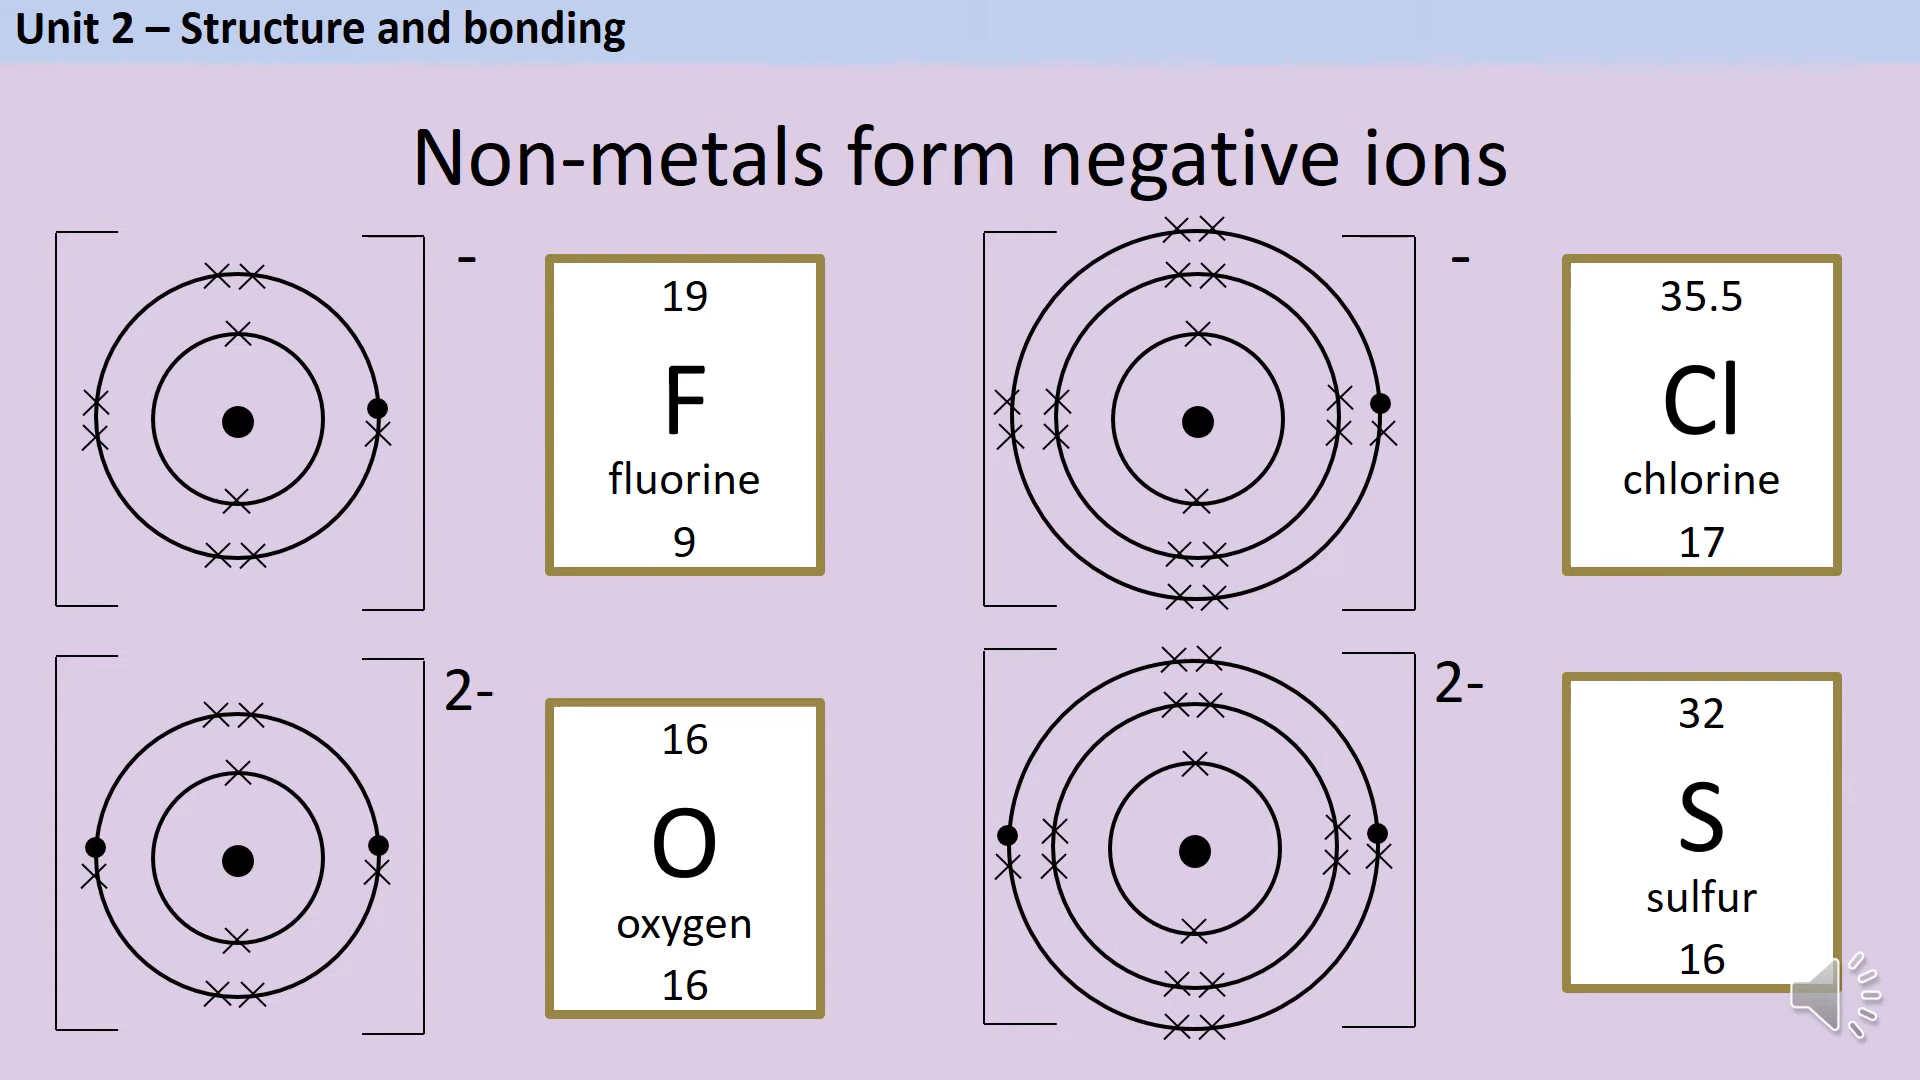 Unit 2 – Structure and bonding
Non-metals form negative ions
-
19
F
fluorine
9
-
35.5
Cl
chlorine
17
2-
16
O
oxygen
16
2-
32
S
sulfur
16